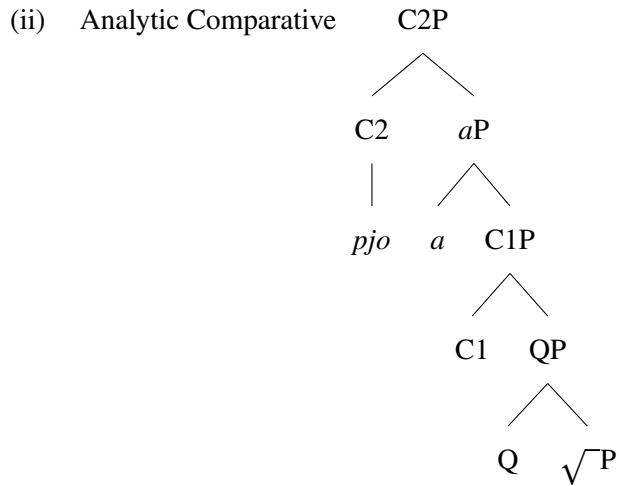 (ii) Analytic Comparative C2P
C2 aP
pjo a C1P
C1 QP
Q √P